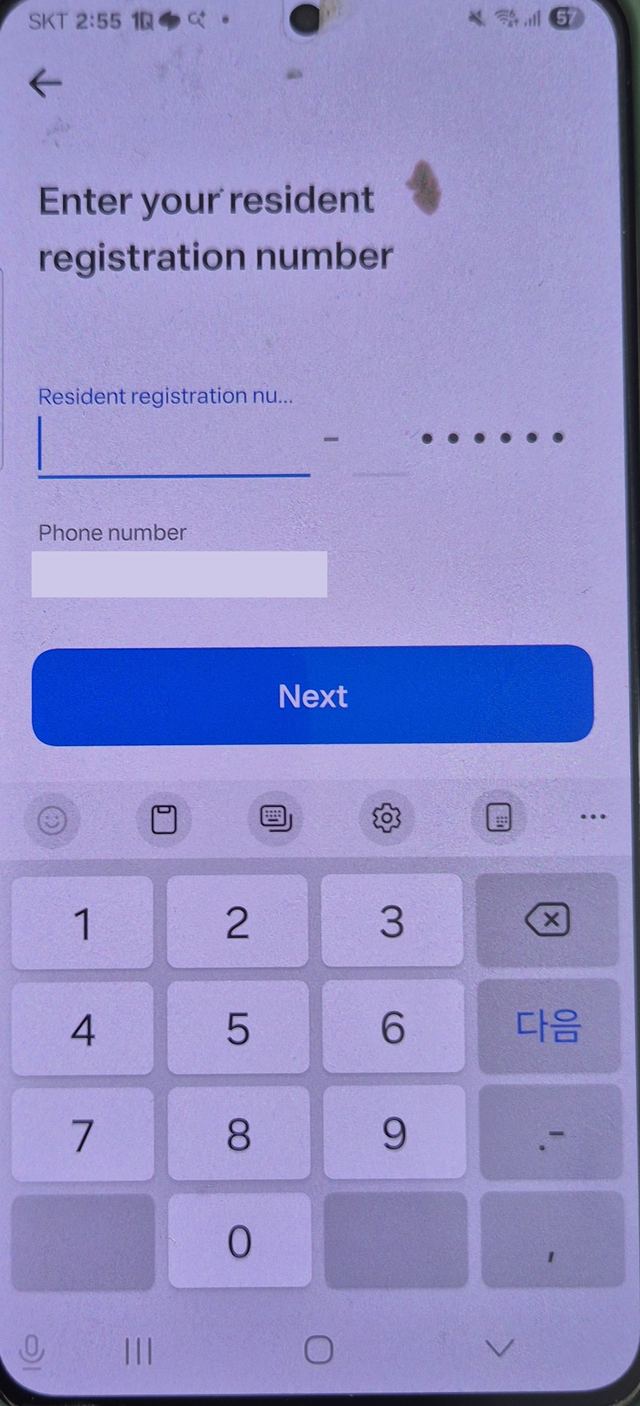 SKT 2:55
57
Enter your resident
registration number
Resident registration nu...
-
Phone number
Next
1 2 3
4 5 6 다음
7 8 9 .-
0 ,